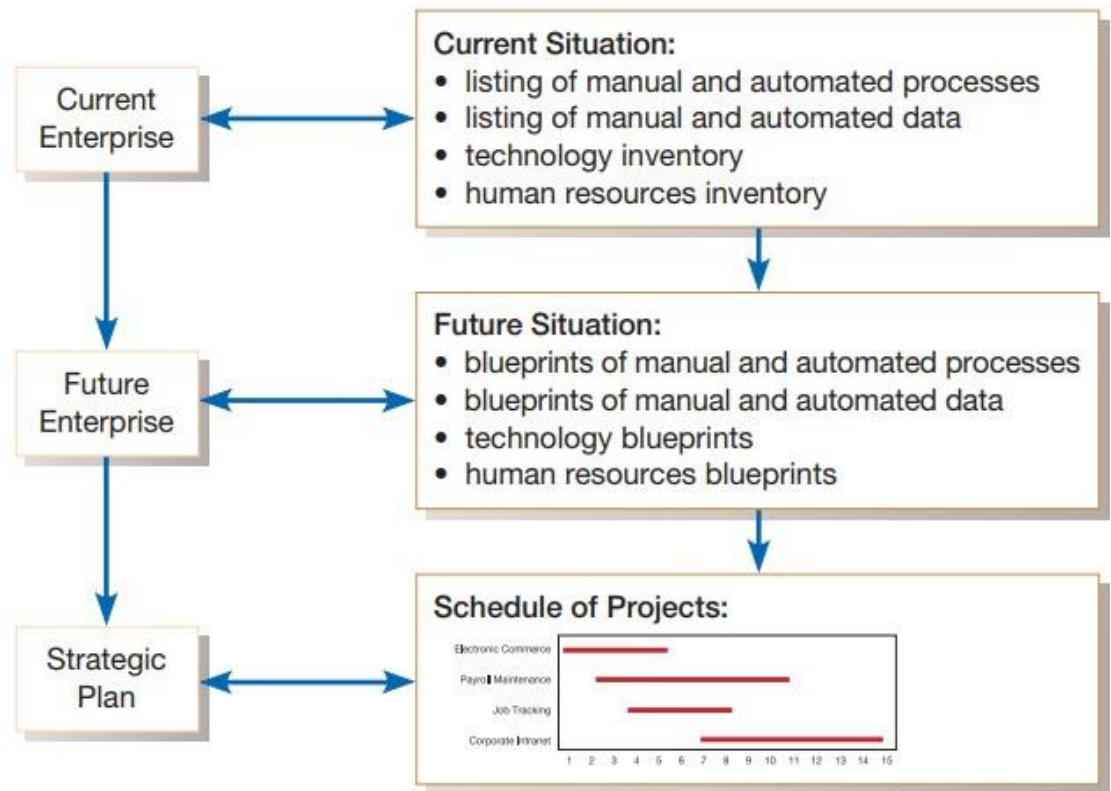 Current
Enterprise
Current Situation:
• listing of manual and automated processes
• listing of manual and automated data
• technology inventory
• human resources inventory
Future
Enterprise
Future Situation:
• blueprints of manual and automated processes
• blueprints of manual and automated data
• technology blueprints
• human resources blueprints
Strategic
Plan
Schedule of Projects:
Electronic Commerce
Payroll Maintenance
Job Tracking
Corporate Intranet
1 2 3 4 5 6 7 8 9 10 11 12 13 14 15